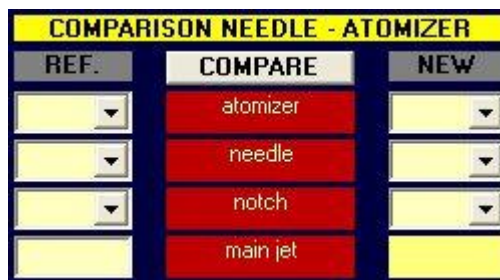 COMPARISON NEEDLE - ATOMIZER
REF. COMPARE NEW
atomizer
needle
notch
main jet